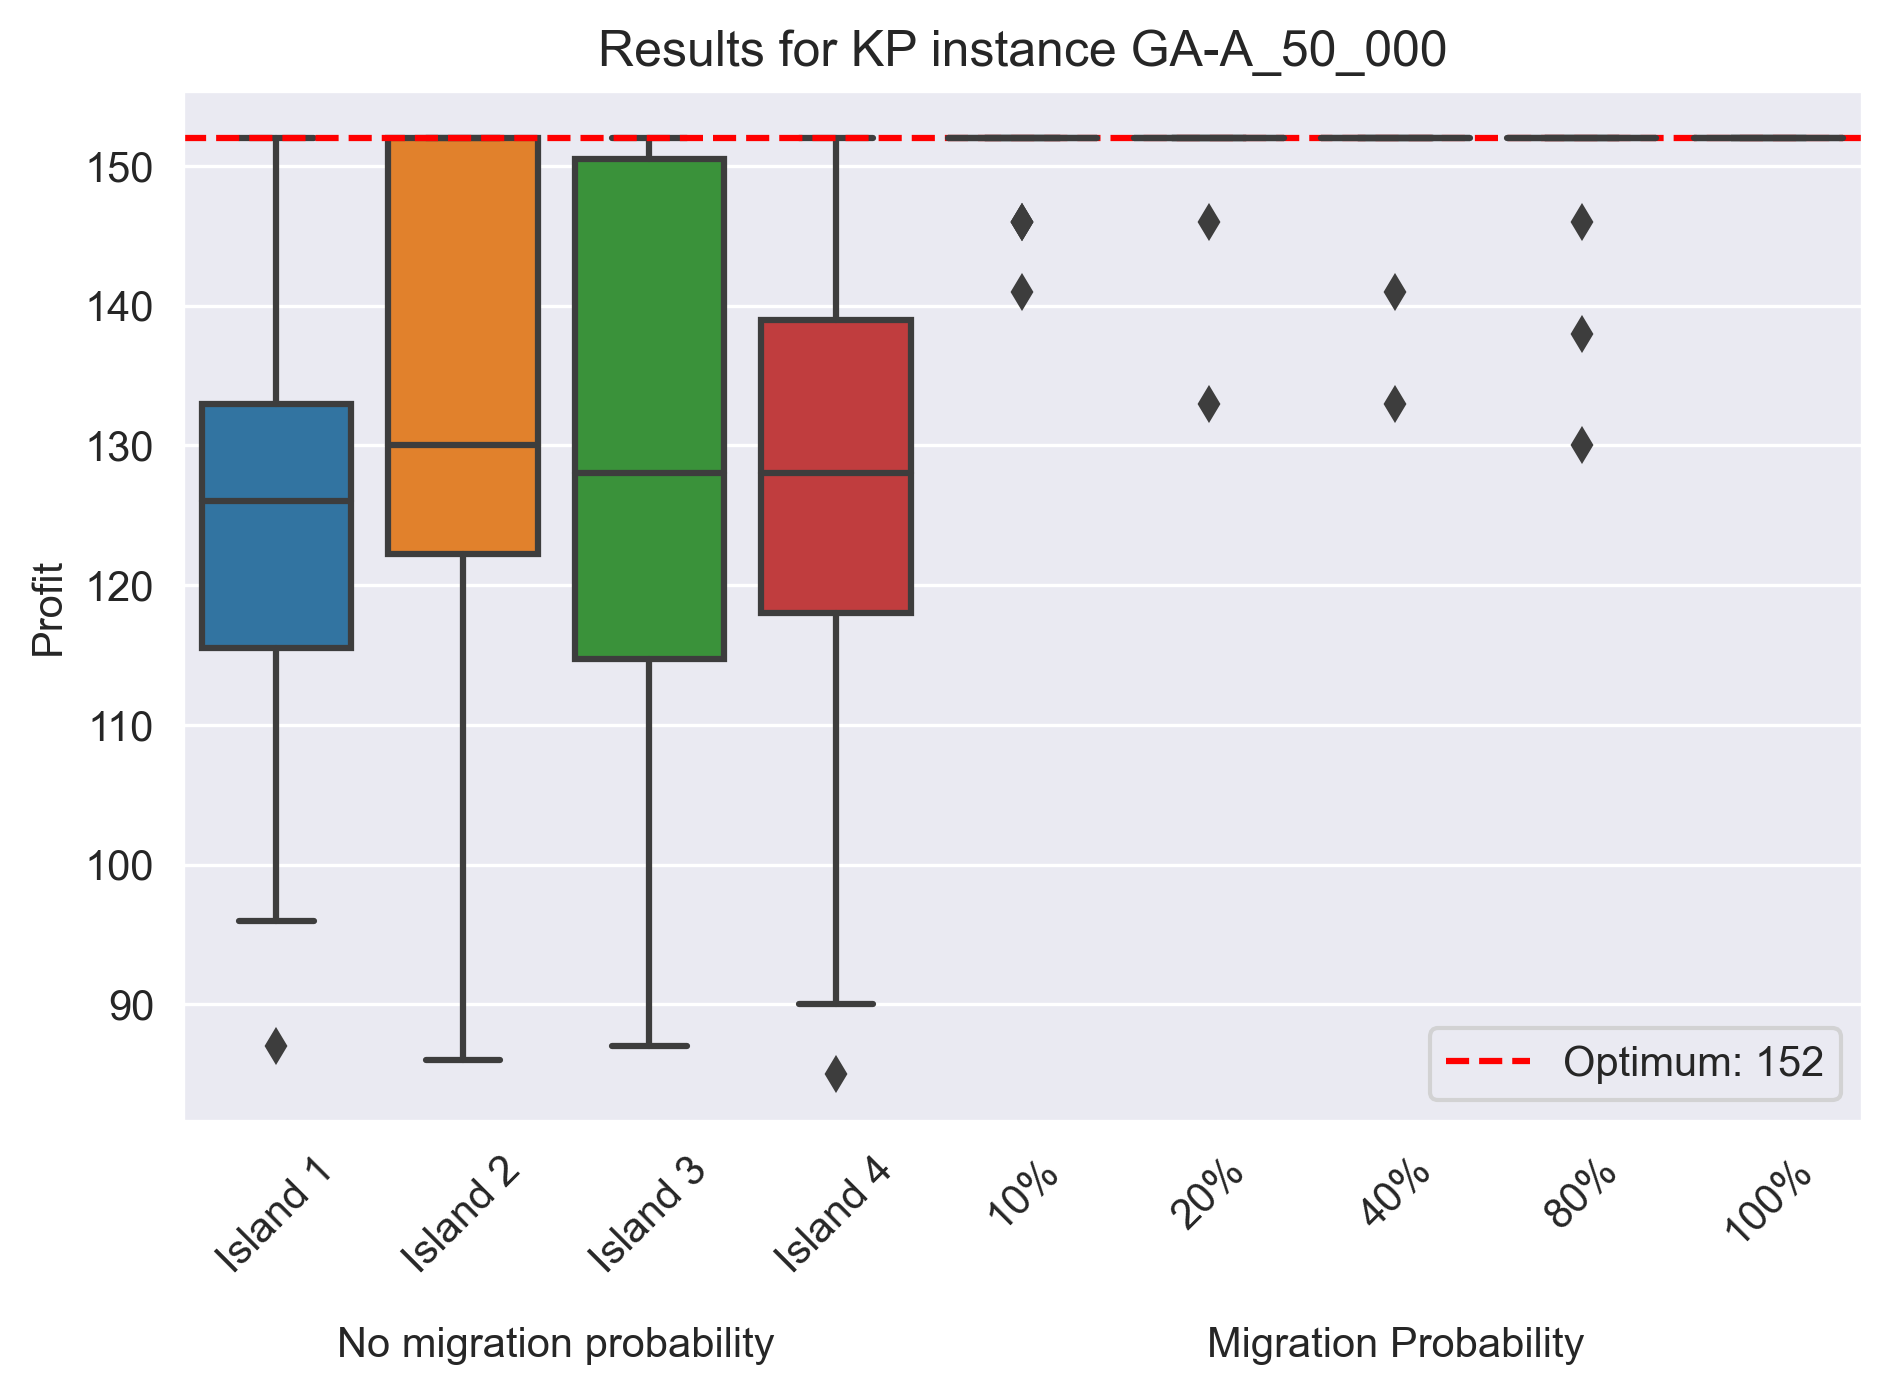 Results for KP instance GA-A_50_000
Profit
150
140
130
120
110
100
90
Optimum: 152
Island 1
Island 2
Island 3
Island 4
10%
20%
40%
80%
100%
No migration probability
Migration Probability